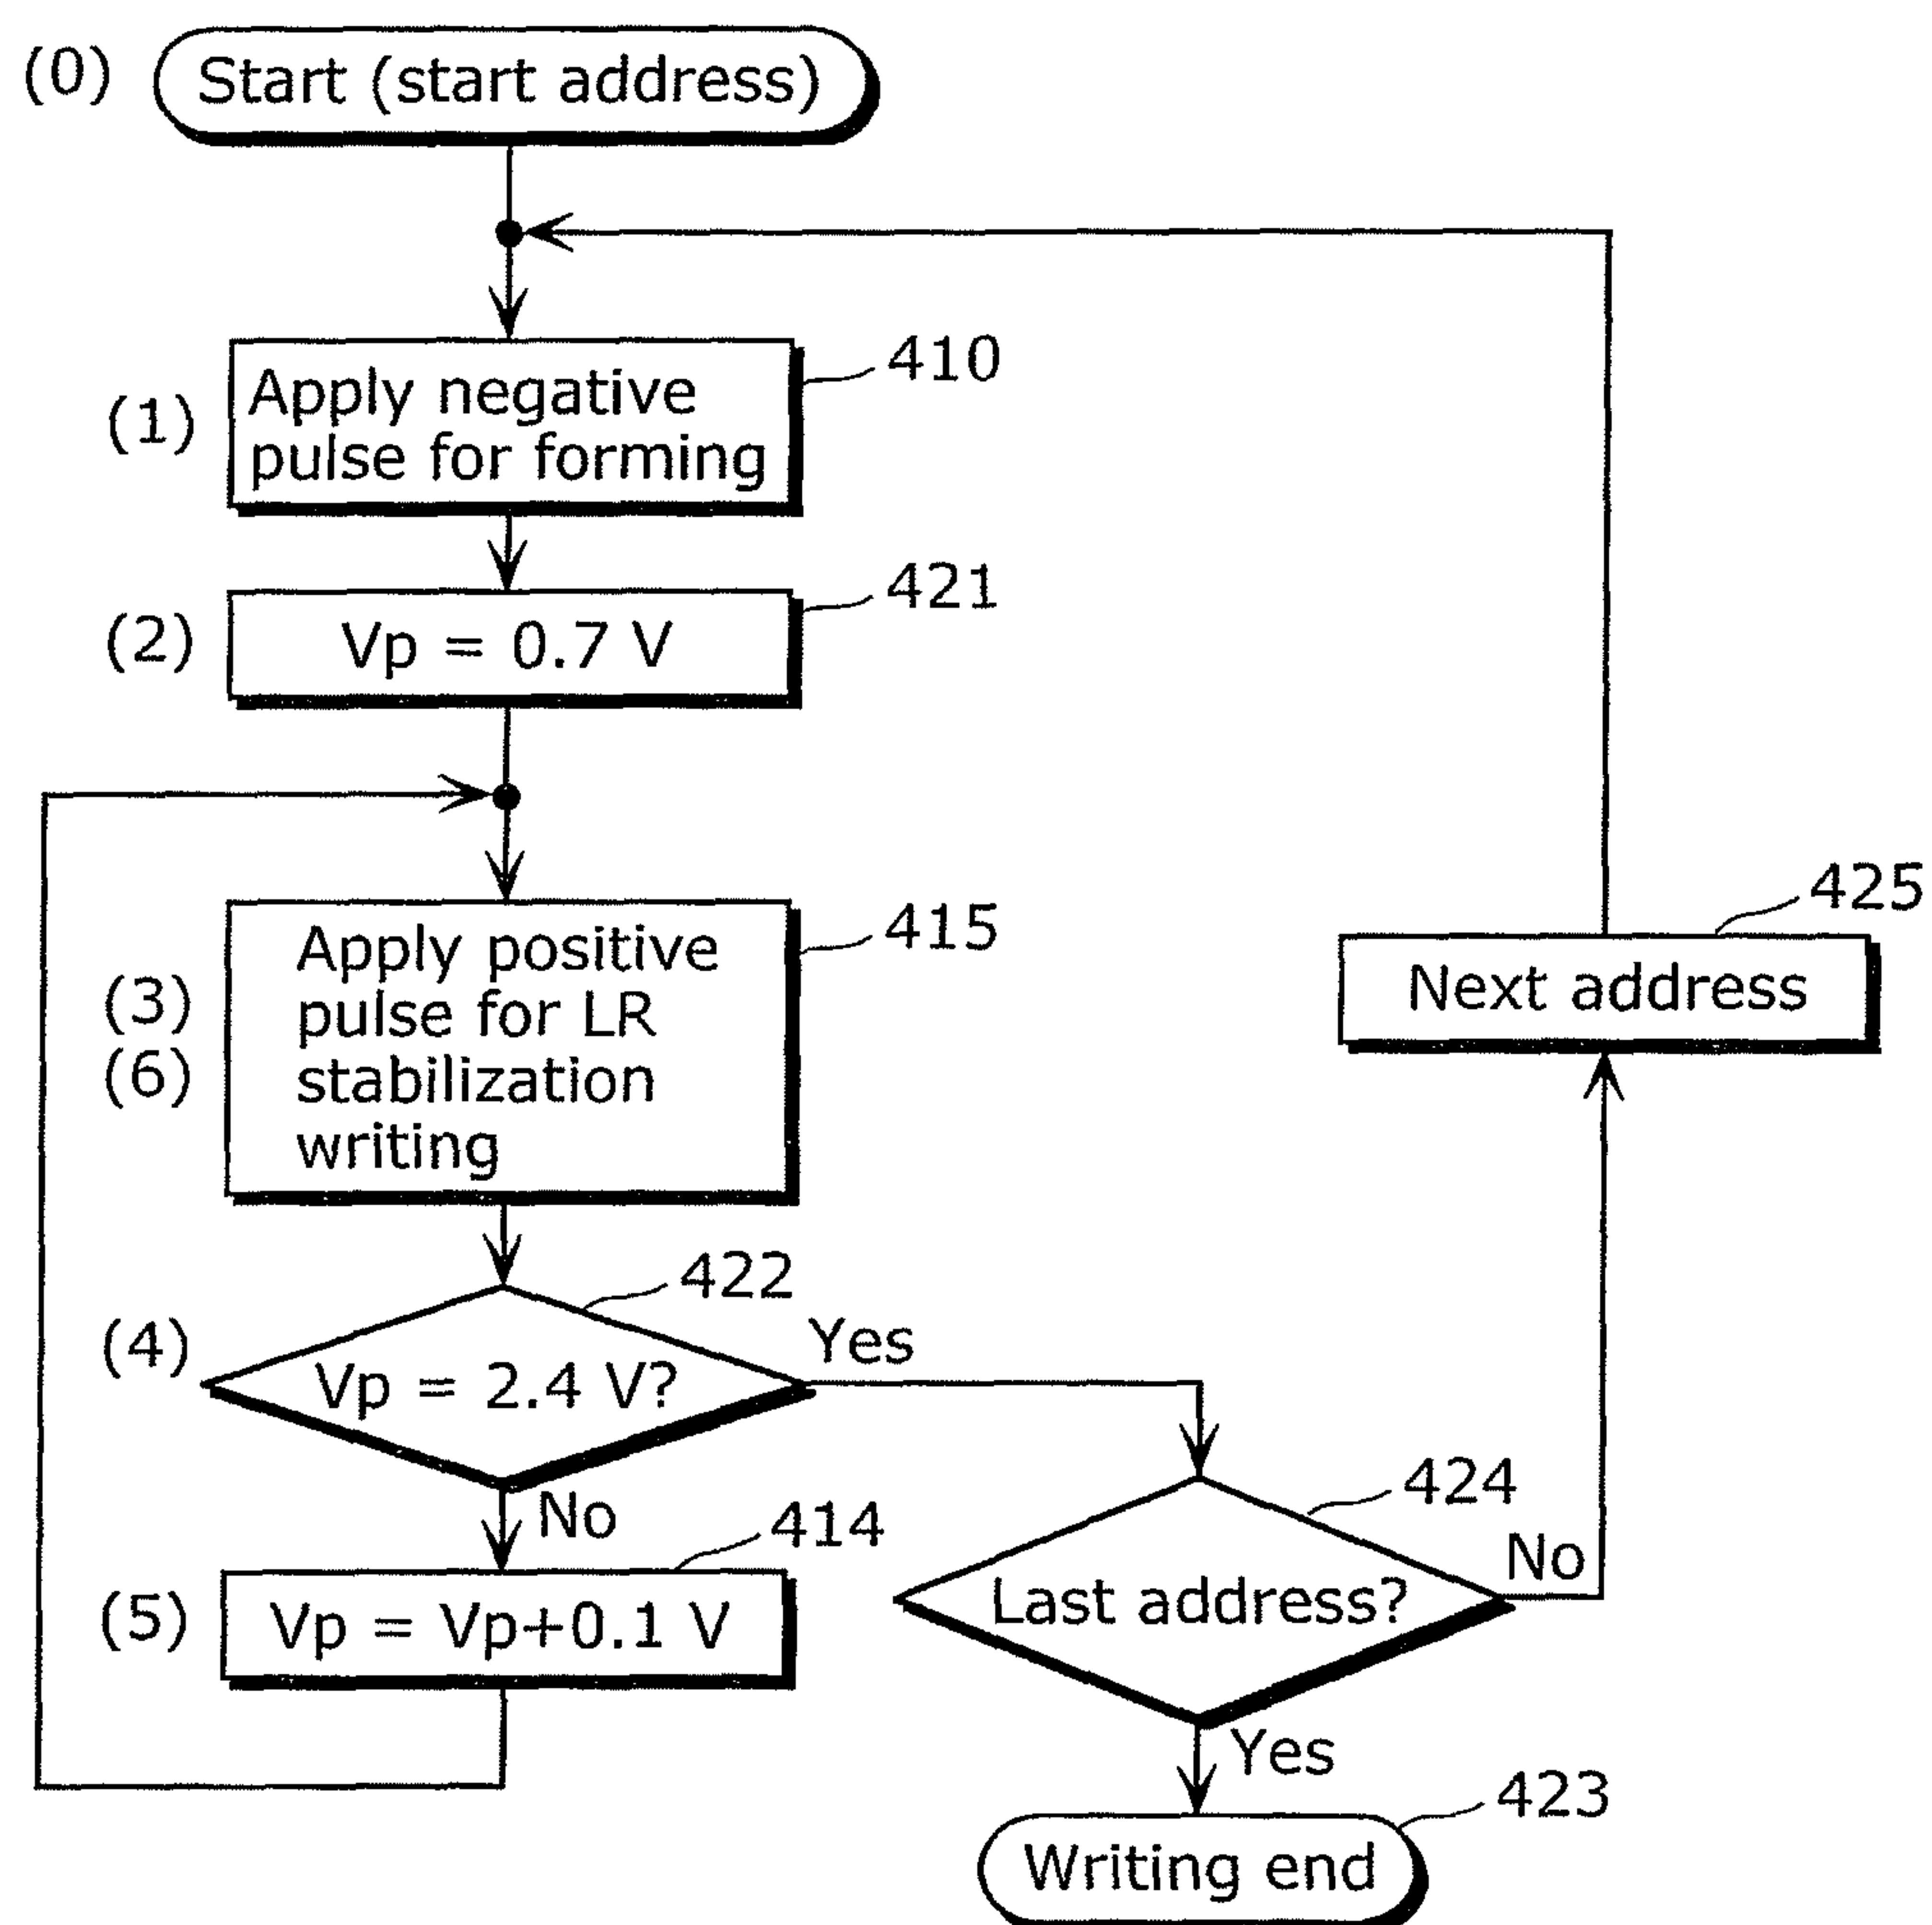 (0)
Start (start address)
(1)
Apply negative
pulse for forming
410
(2)
Vp = 0.7 V
421
(3)
(6)
Apply positive
pulse for LR
stabilization
writing
415
425
Next address
(4)
Vp = 2.4 V?
422
Yes
No
(5)
Vp = Vp+0.1 V
414
Last address?
424
No
Yes
423
Writing end